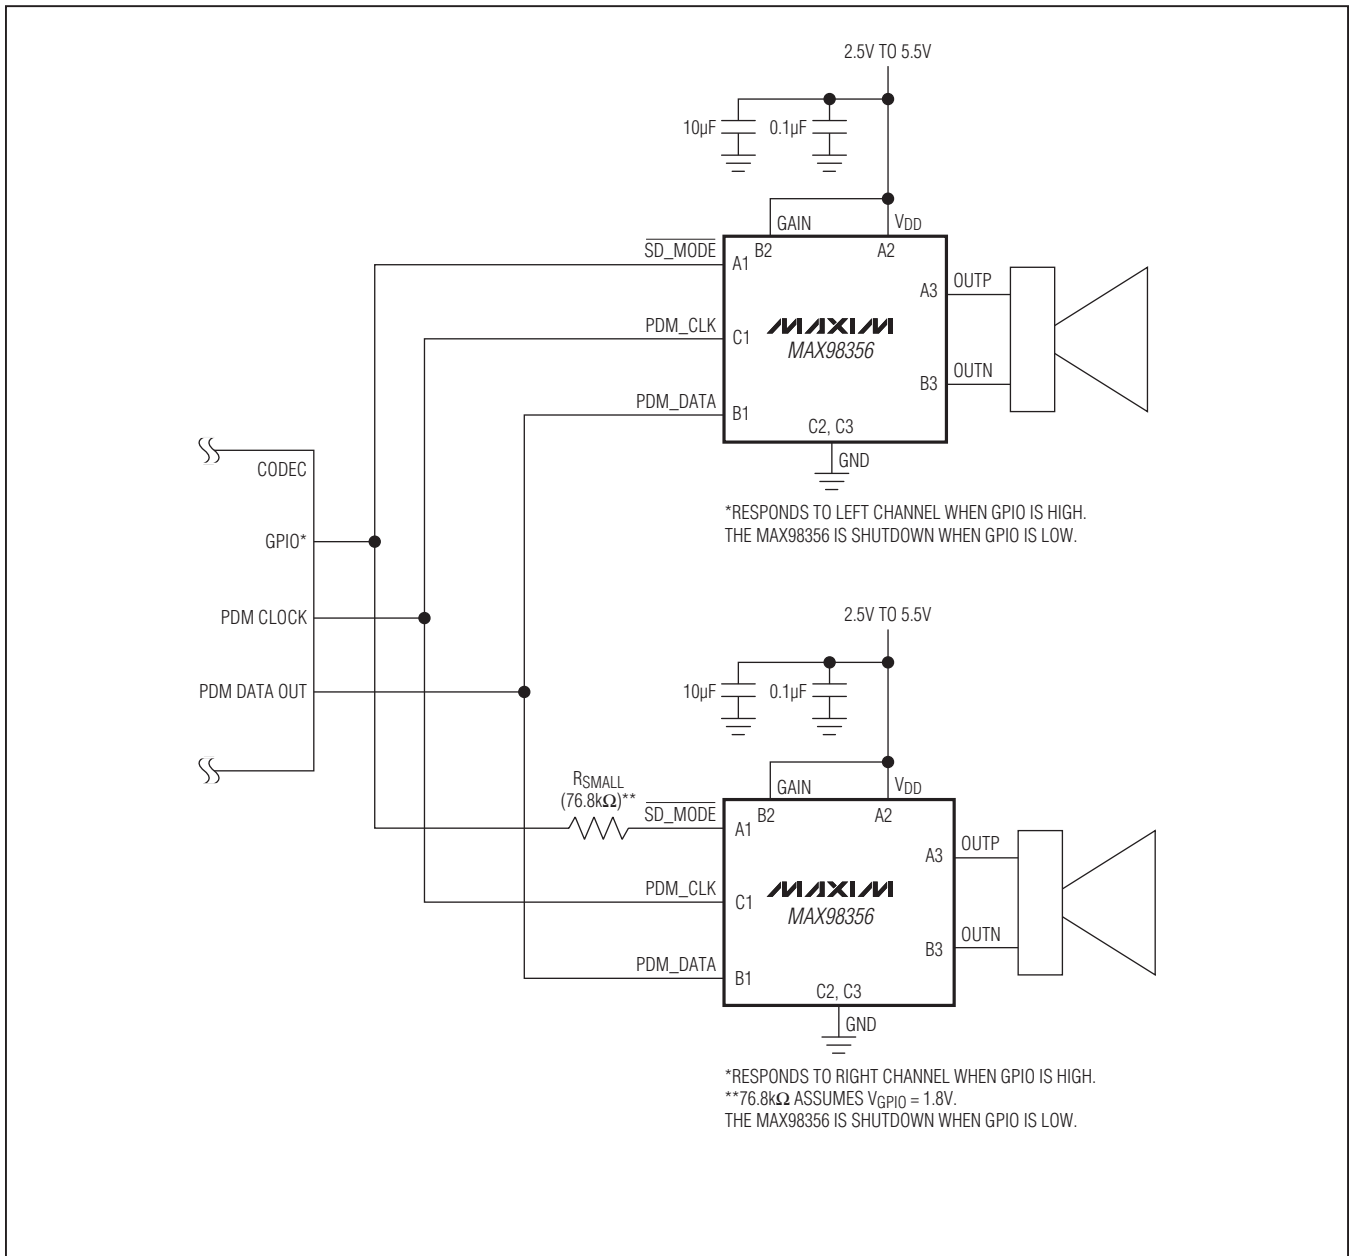 2.5V TO 5.5V
10µF
0.1µF
GAIN
VDD
SD_MODE
B2
A2
A1
A3
OUTP
PDM_CLK
C1
MAXIM
MAX98356
B3
OUTN
PDM_DATA
B1
C2, C3
GND
*RESPONDS TO LEFT CHANNEL WHEN GPIO IS HIGH.
THE MAX98356 IS SHUTDOWN WHEN GPIO IS LOW.
CODEC
GPIO*
PDM CLOCK
PDM DATA OUT
2.5V TO 5.5V
10µF
0.1µF
RSMALL
(76.8kΩ)**
GAIN
VDD
SD_MODE
B2
A2
A1
A3
OUTP
PDM_CLK
C1
MAXIM
MAX98356
B3
OUTN
PDM_DATA
B1
C2, C3
GND
*RESPONDS TO RIGHT CHANNEL WHEN GPIO IS HIGH.
**76.8kΩ ASSUMES VGPIO = 1.8V.
THE MAX98356 IS SHUTDOWN WHEN GPIO IS LOW.